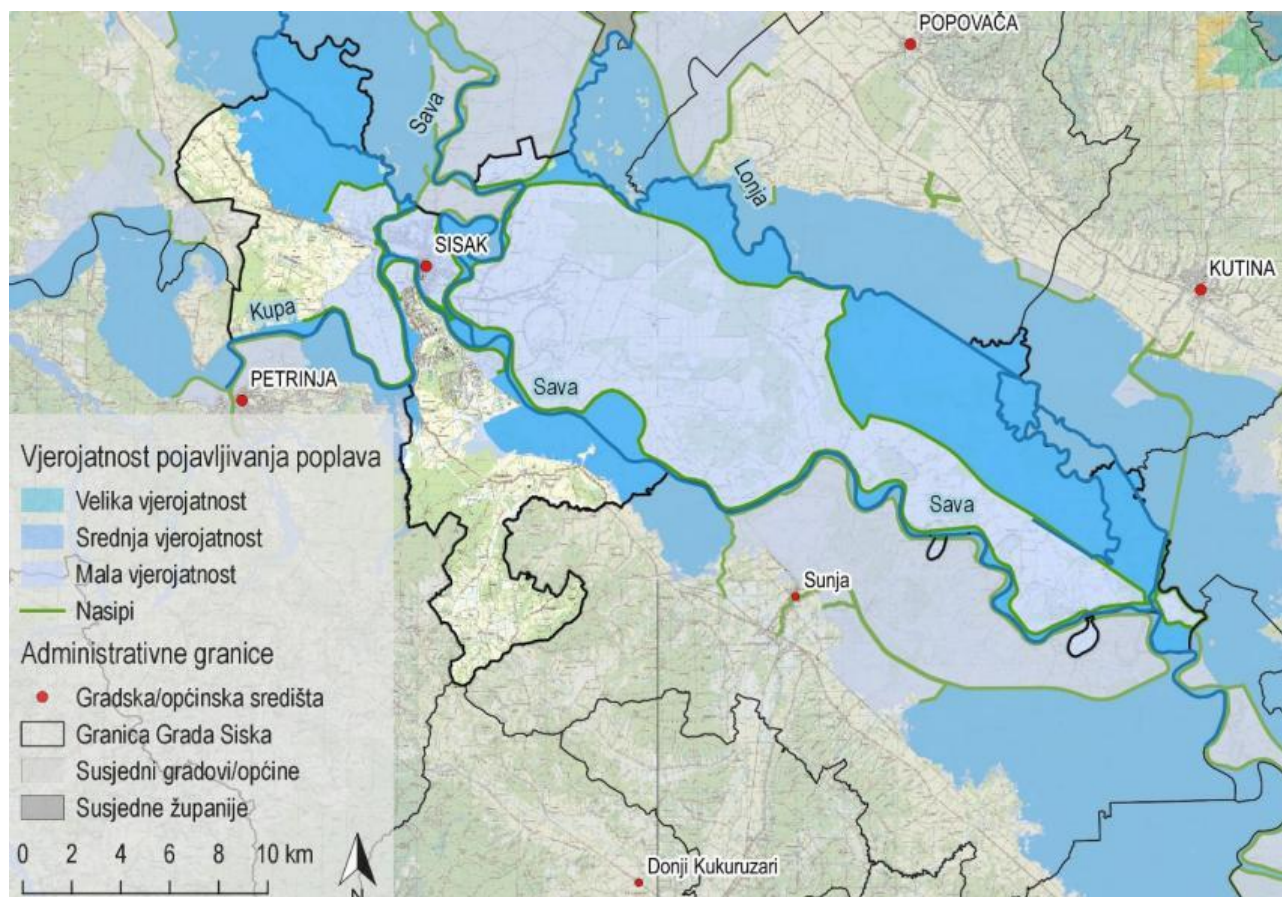 POPOVAČA
Sava
Lonja
SISAK
KUTINA
Kupa
PETRINJA
Sava
Sava
Sunja
Donji Kukuruzari
Vjerojatnost pojavljivanja poplava
Velika vjerojatnost
Srednja vjerojatnost
Mala vjerojatnost
Nasipi
Administrativne granice
Gradska/općinska središta
Granica Grada Siska
Susjedni gradovi/općine
Susjedne županije
0 2 4 6 8 10 km
N